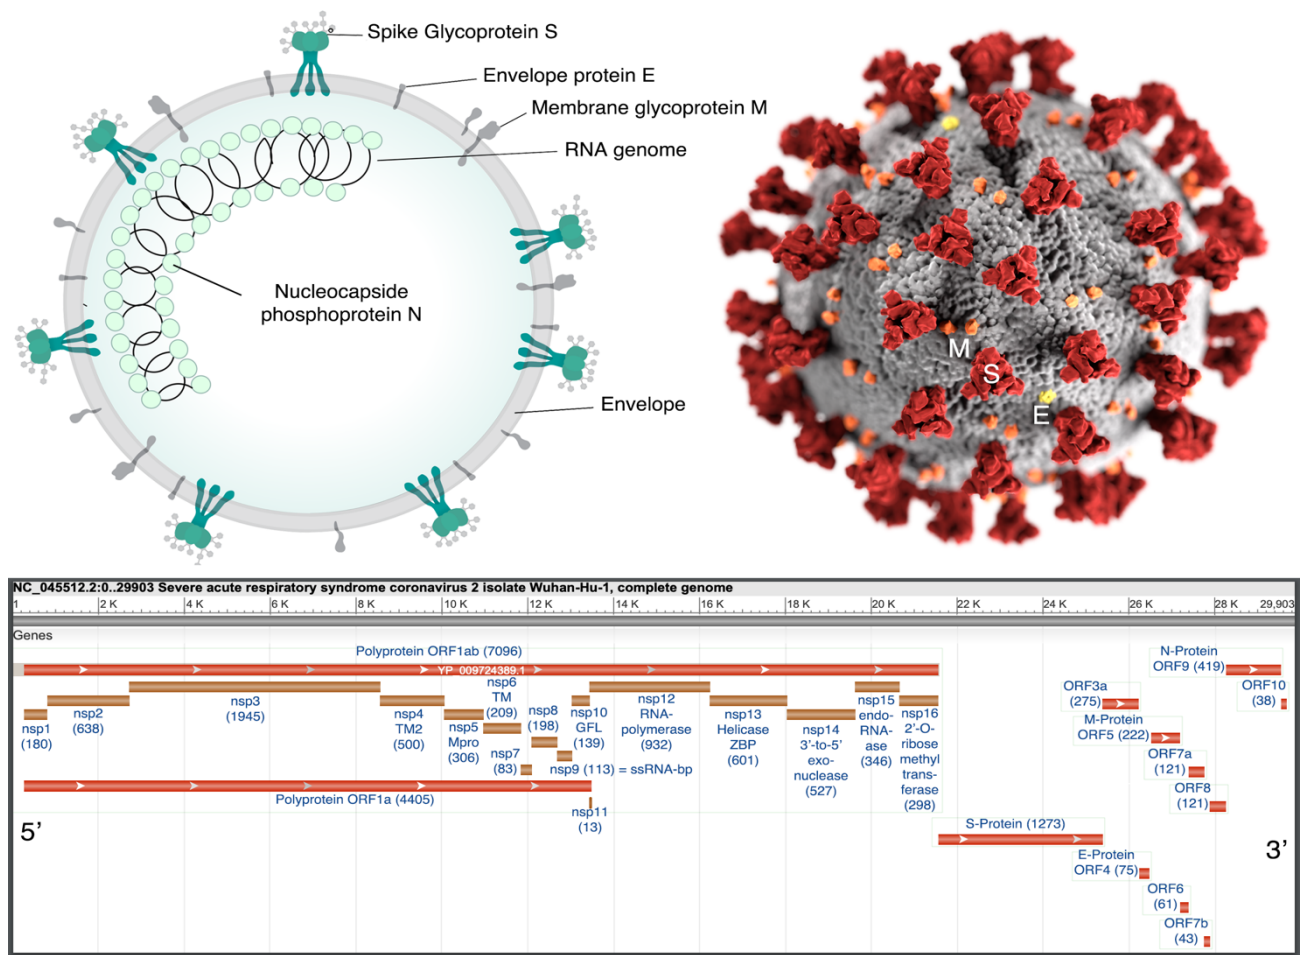 Spike Glycoprotein S
Envelope protein E
Membrane glycoprotein M
RNA genome
Nucleocapside
phosphoprotein N
Envelope
M
S
E
NC_045512.2:0..29903 Severe acute respiratory syndrome coronavirus 2 isolate Wuhan-Hu-1, complete genome
1 2 K 4 K 6 K 8 K 10 K 12 K 14 K 16 K 18 K 20 K 22 K 24 K 26 K 28 K 29,903
Genes
Polyprotein ORF1ab (7096)
YP_009724389.1
nsp1
(180)
nsp2
(638)
nsp3
(1945)
nsp4
TM2
(500)
nsp5
Mpro
(306)
nsp6
TM
(209)
nsp7
(83)
nsp8
(198)
nsp9 (113) = ssRNA-bp
nsp10
GFL
(139)
nsp11
(13)
nsp12
RNA-
polymerase
(932)
nsp13
Helicase
ZBP
(601)
nsp14
3'-to-5'
exo-
nuclease
(527)
nsp15
endo-
RNA-
ase
(346)
nsp16
2'-O-
ribose
methyl
trans-
ferase
(298)
Polyprotein ORF1a (4405)
5'
S-Protein (1273)
ORF3a
(275)
E-Protein
ORF4 (75)
M-Protein
ORF5 (222)
ORF6
(61)
ORF7a
(121)
ORF7b
(43)
ORF8
(121)
N-Protein
ORF9 (419)
ORF10
(38)
3'